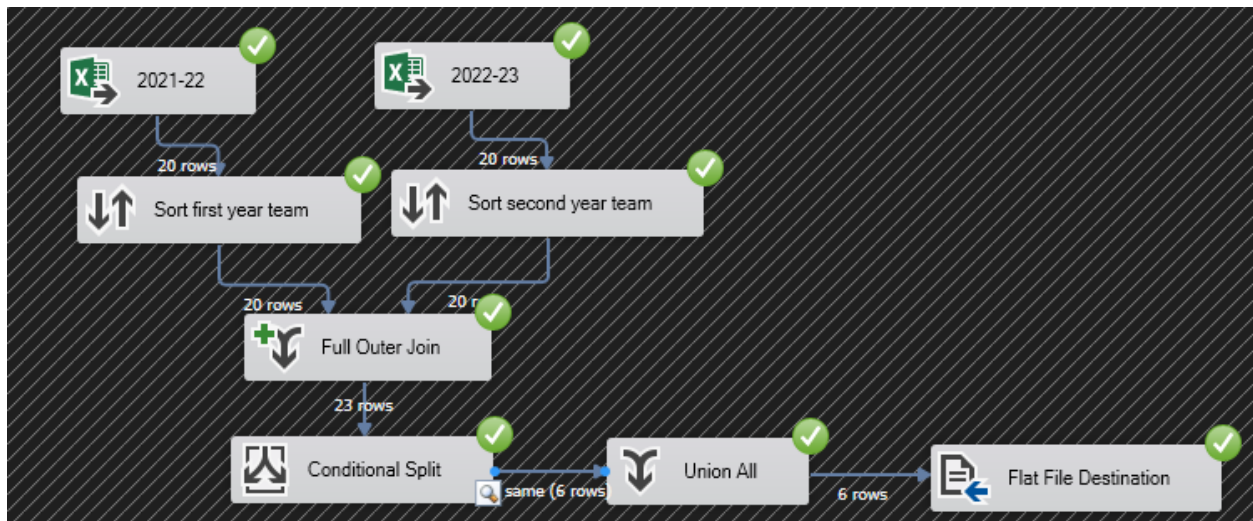 2021-22
2022-23
20 rows
20 rows
Sort first year team
Sort second year team
20 rows
20 r
Full Outer Join
23 rows
Conditional Split
same (6 rows)
Union All
6 rows
Flat File Destination